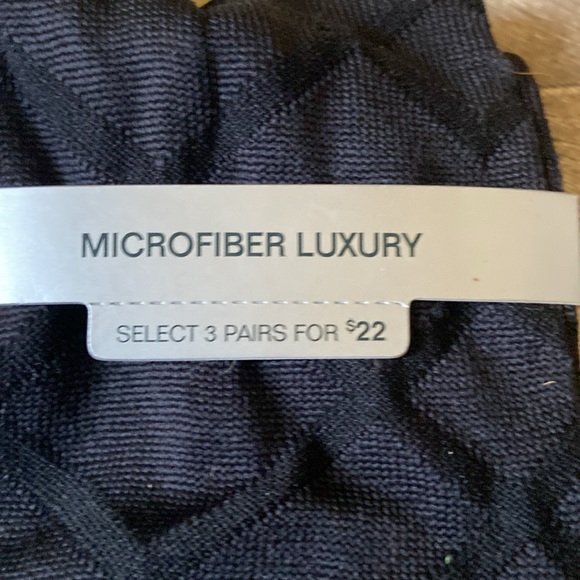 MICROFIBER LUXURY
SELECT 3 PAIRS FOR $22